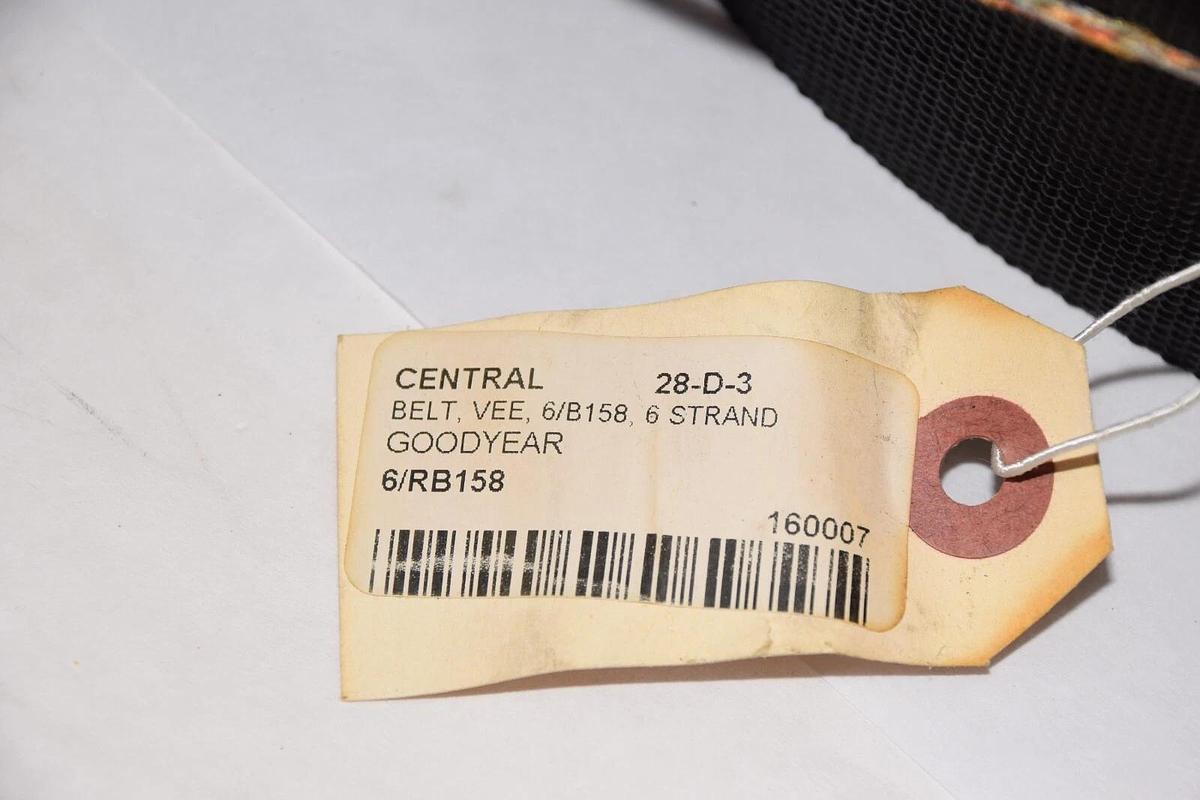 CENTRAL 28-D-3
BELT, VEE, 6/B158, 6 STRAND
GOODYEAR
6/RB158
160007